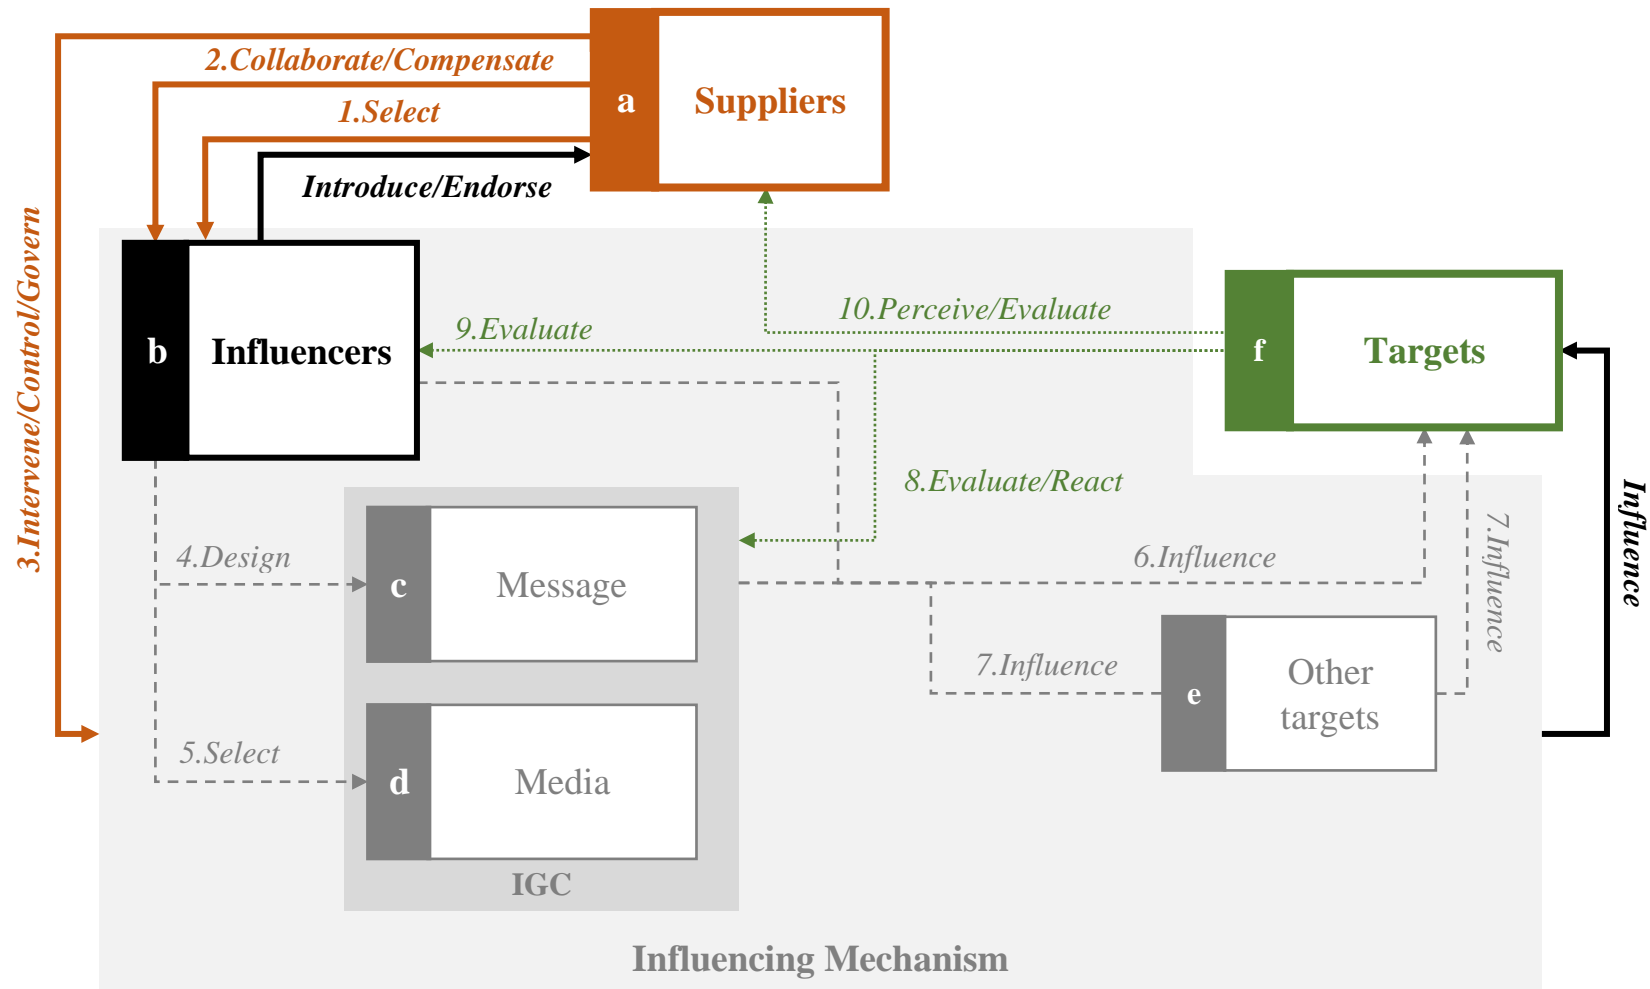 2.Collaborate/Compensate
1.Select
a
Suppliers
Introduce/Endorse
3.Intervene/Control/Govern
b
Influencers
9.Evaluate
10.Perceive/Evaluate
f
Targets
8.Evaluate/React
Influence
4.Design
c
Message
6.Influence
7.Influence
7.Influence
e
Other
targets
5.Select
d
Media
IGC
Influencing Mechanism